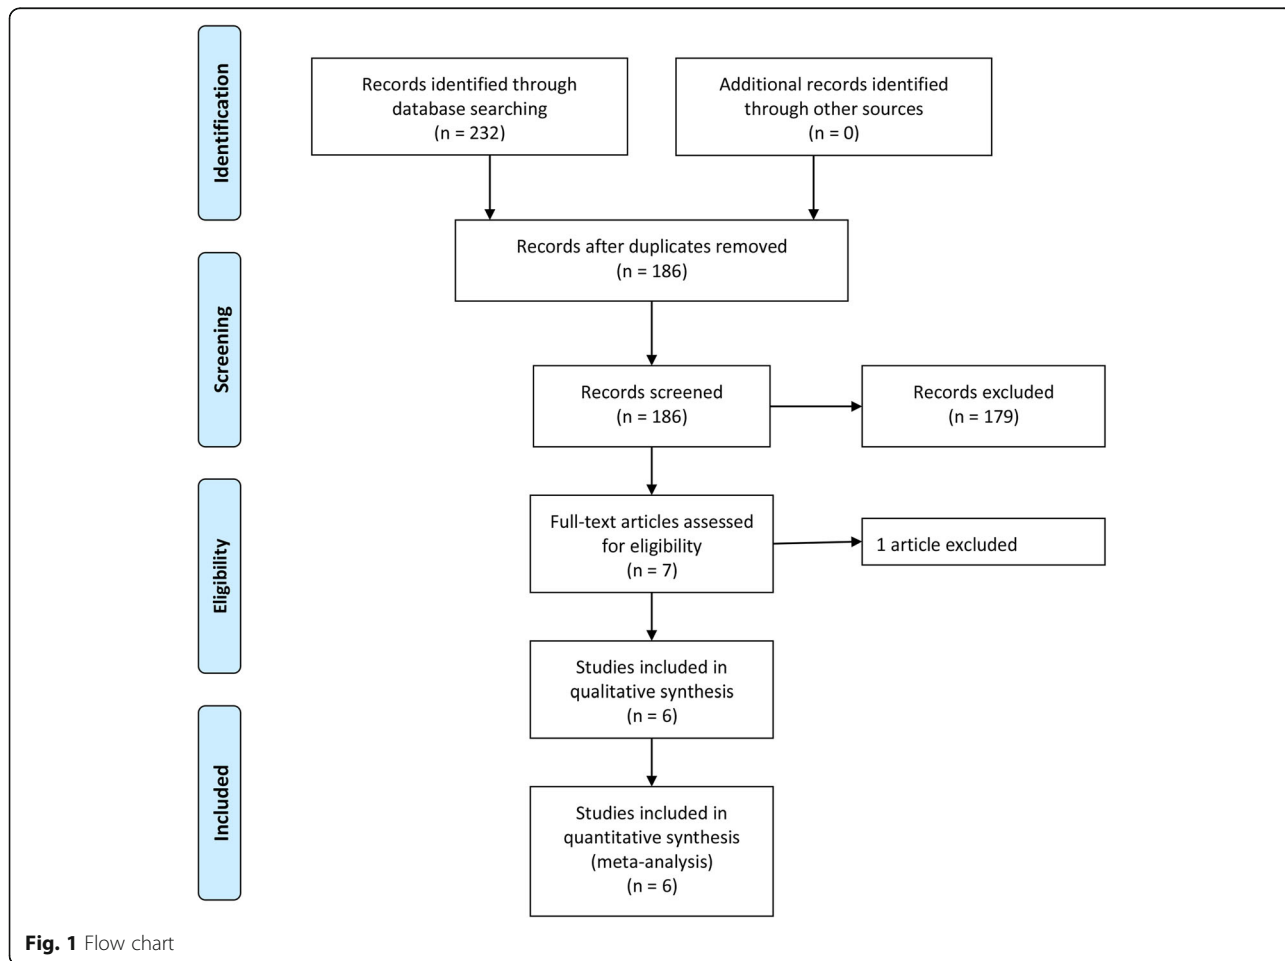 Identification
Records identified through
database searching
(n = 232)
Additional records identified
through other sources
(n = 0)
Records after duplicates removed
(n = 186)
Screening
Records screened
(n = 186)
Records excluded
(n = 179)
Eligibility
Full-text articles assessed
for eligibility
(n = 7)
1 article excluded
Studies included in
qualitative synthesis
(n = 6)
Included
Studies included in
quantitative synthesis
(meta-analysis)
(n = 6)
Fig. 1 Flow chart